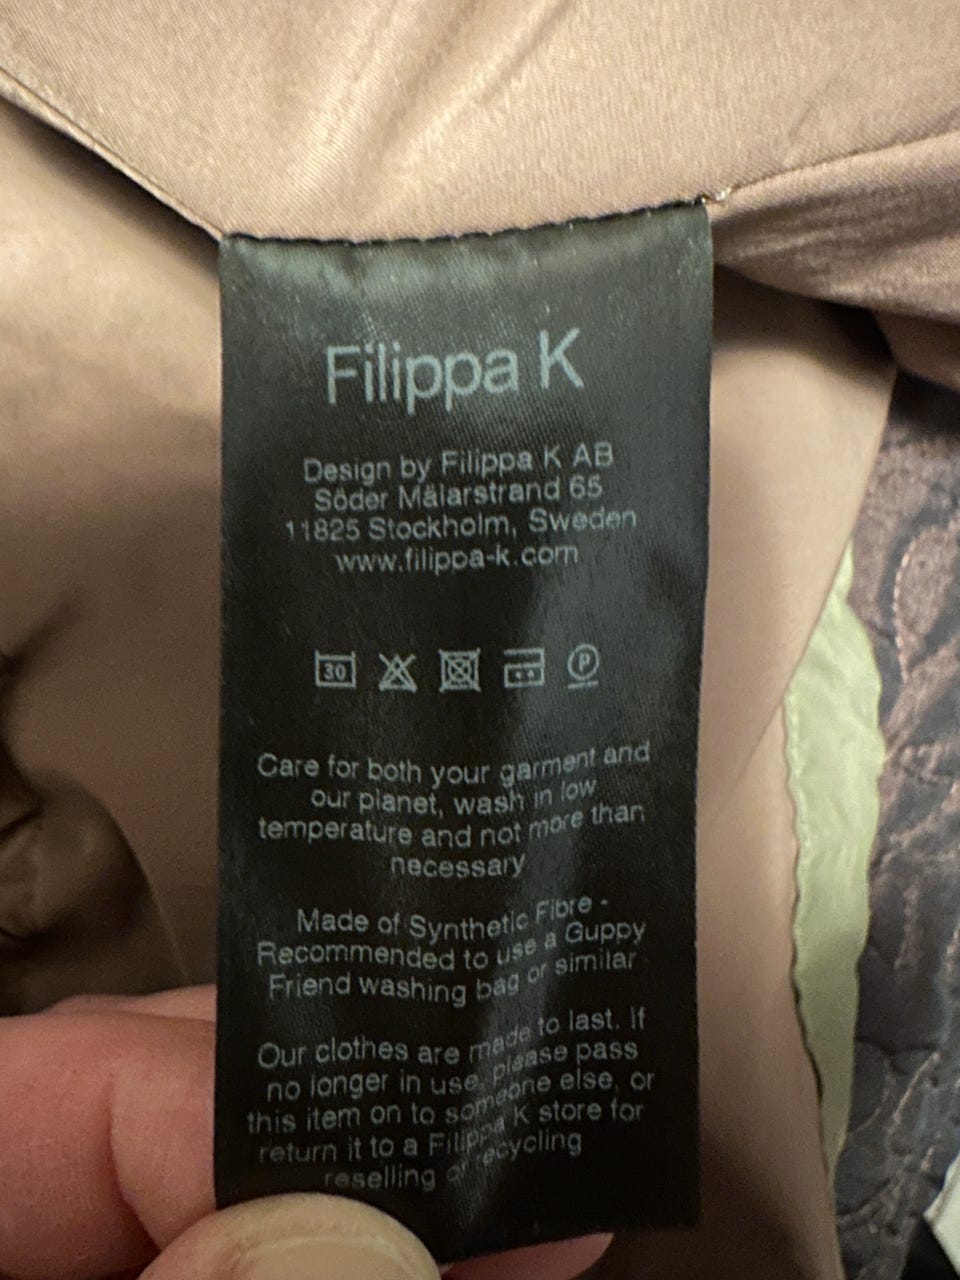 Filippa K
Design by Filippa K AB
Söder Mälarstrand 65
11825 Stockholm, Sweden
www.filippa-k.com
30
P
Care for both your garment and
our planet, wash in low
temperature and not more than
necessary
Made of Synthetic Fibre -
Recommended to use a Guppy
Friend washing bag or similar
Our clothes are made to last. If
no longer in use, please pass
this item on to someone else, or
return it to a Filippa K store for
reselling or recycling